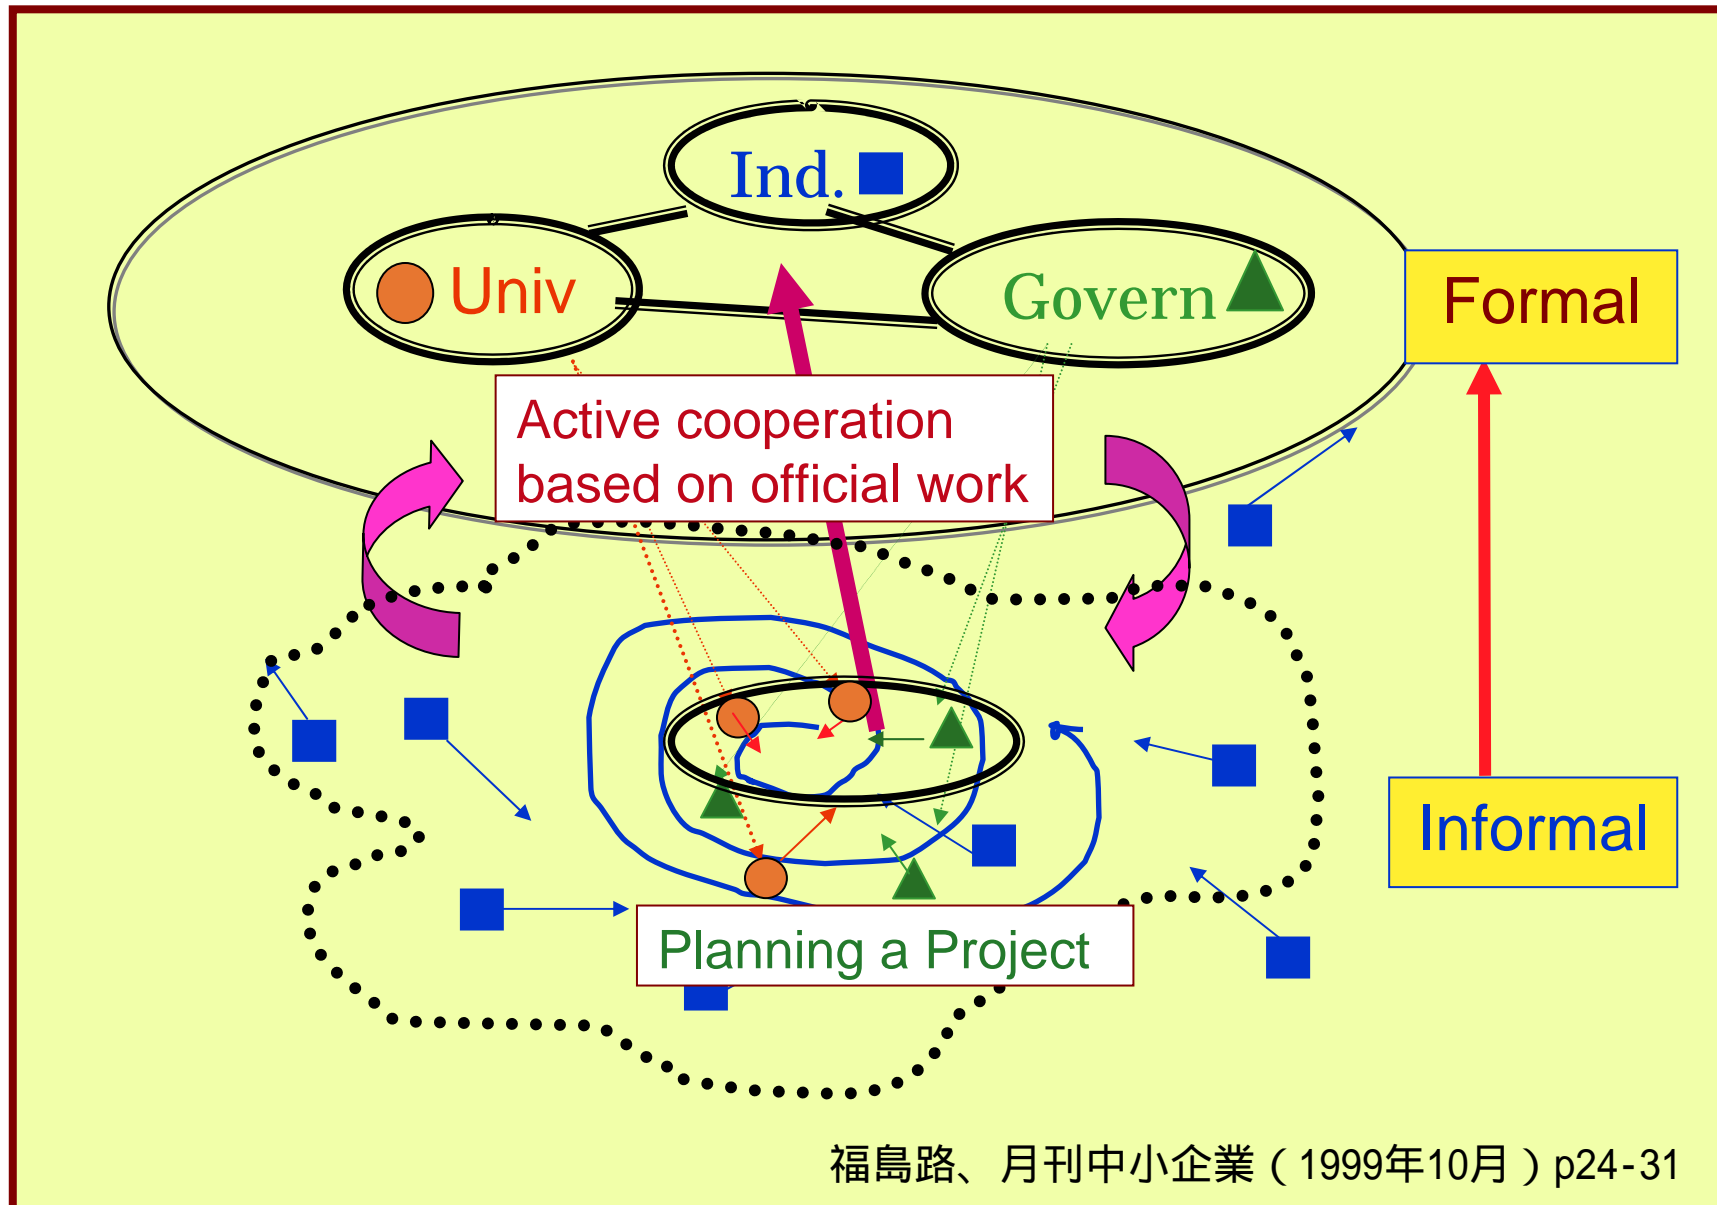 Ind.
Univ
Govern
Formal
Active cooperation
based on official work
Informal
Planning a Project
福島路、月刊中小企業（1999年10月）p24-31